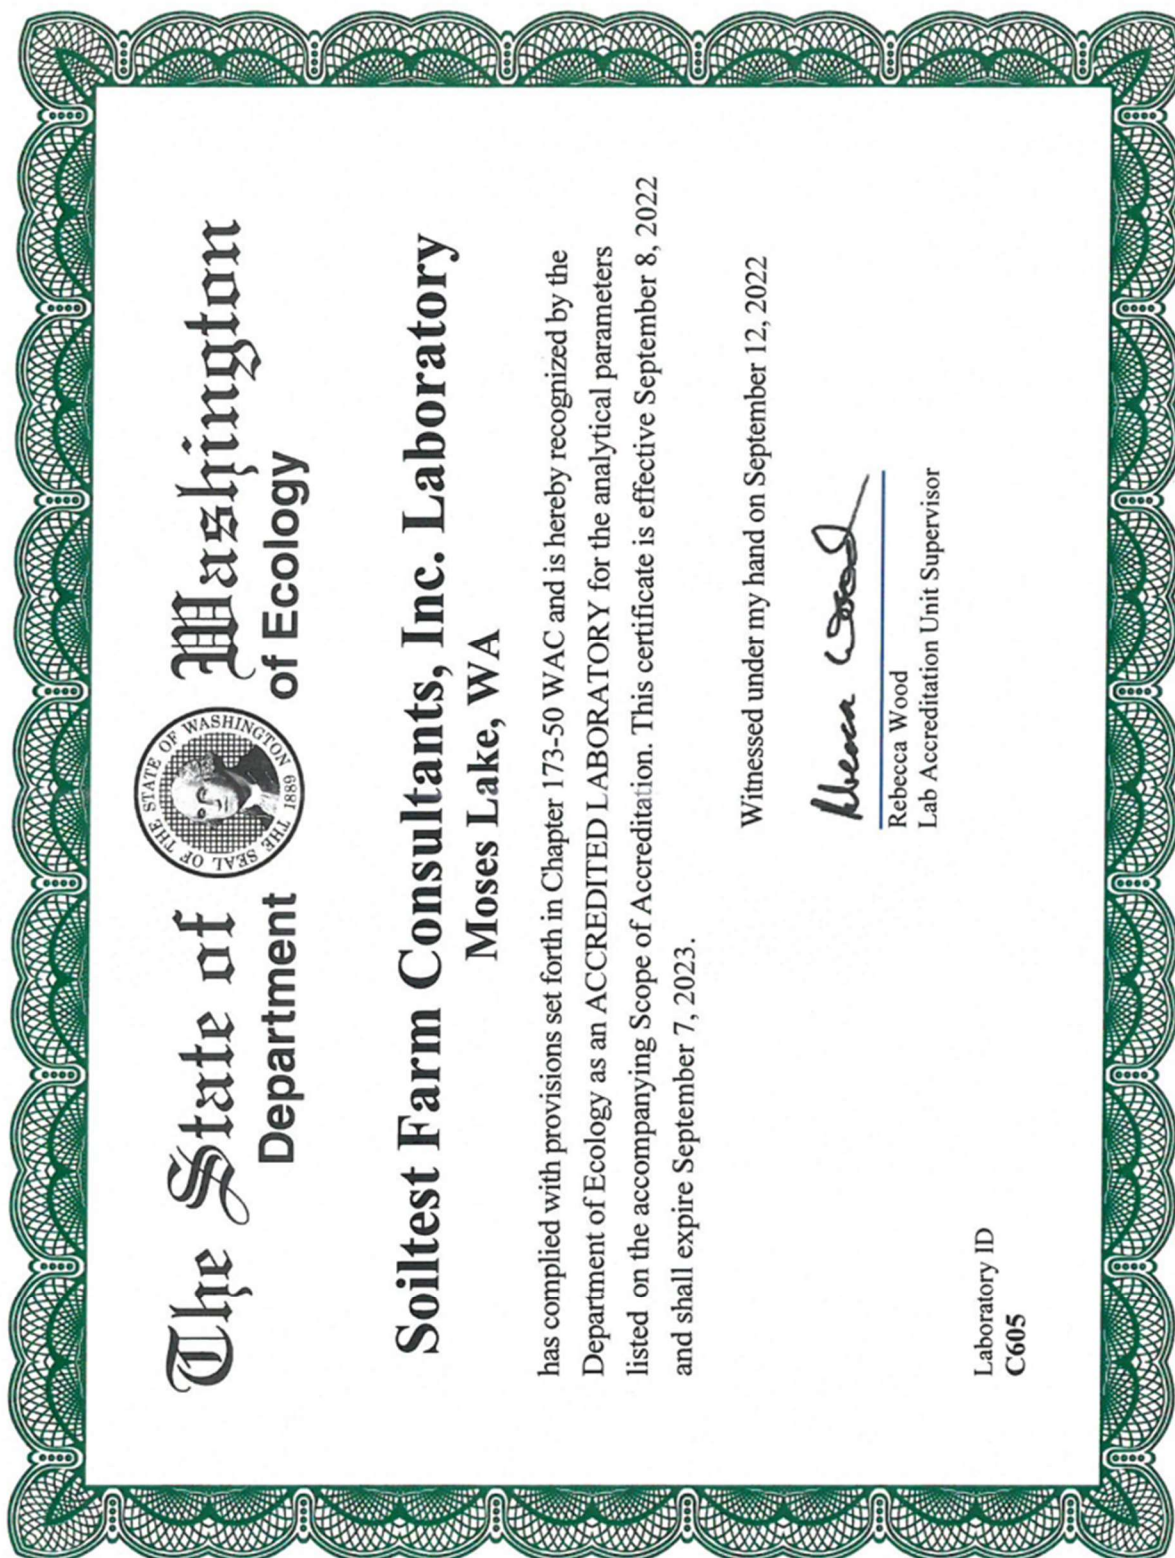 The State of Washington
THE SEAL OF THE STATE OF WASHINGTON 1889
Department of Ecology
Soiltest Farm Consultants, Inc. Laboratory
Moses Lake, WA
has complied with provisions set forth in Chapter 173-50 WAC and is hereby recognized by the
Department of Ecology as an ACCREDITED LABORATORY for the analytical parameters
listed on the accompanying Scope of Accreditation. This certificate is effective September 8, 2022
and shall expire September 7, 2023.
Witnessed under my hand on September 12, 2022
Rebecca Wood
Rebecca Wood
Lab Accreditation Unit Supervisor
Laboratory ID
C605